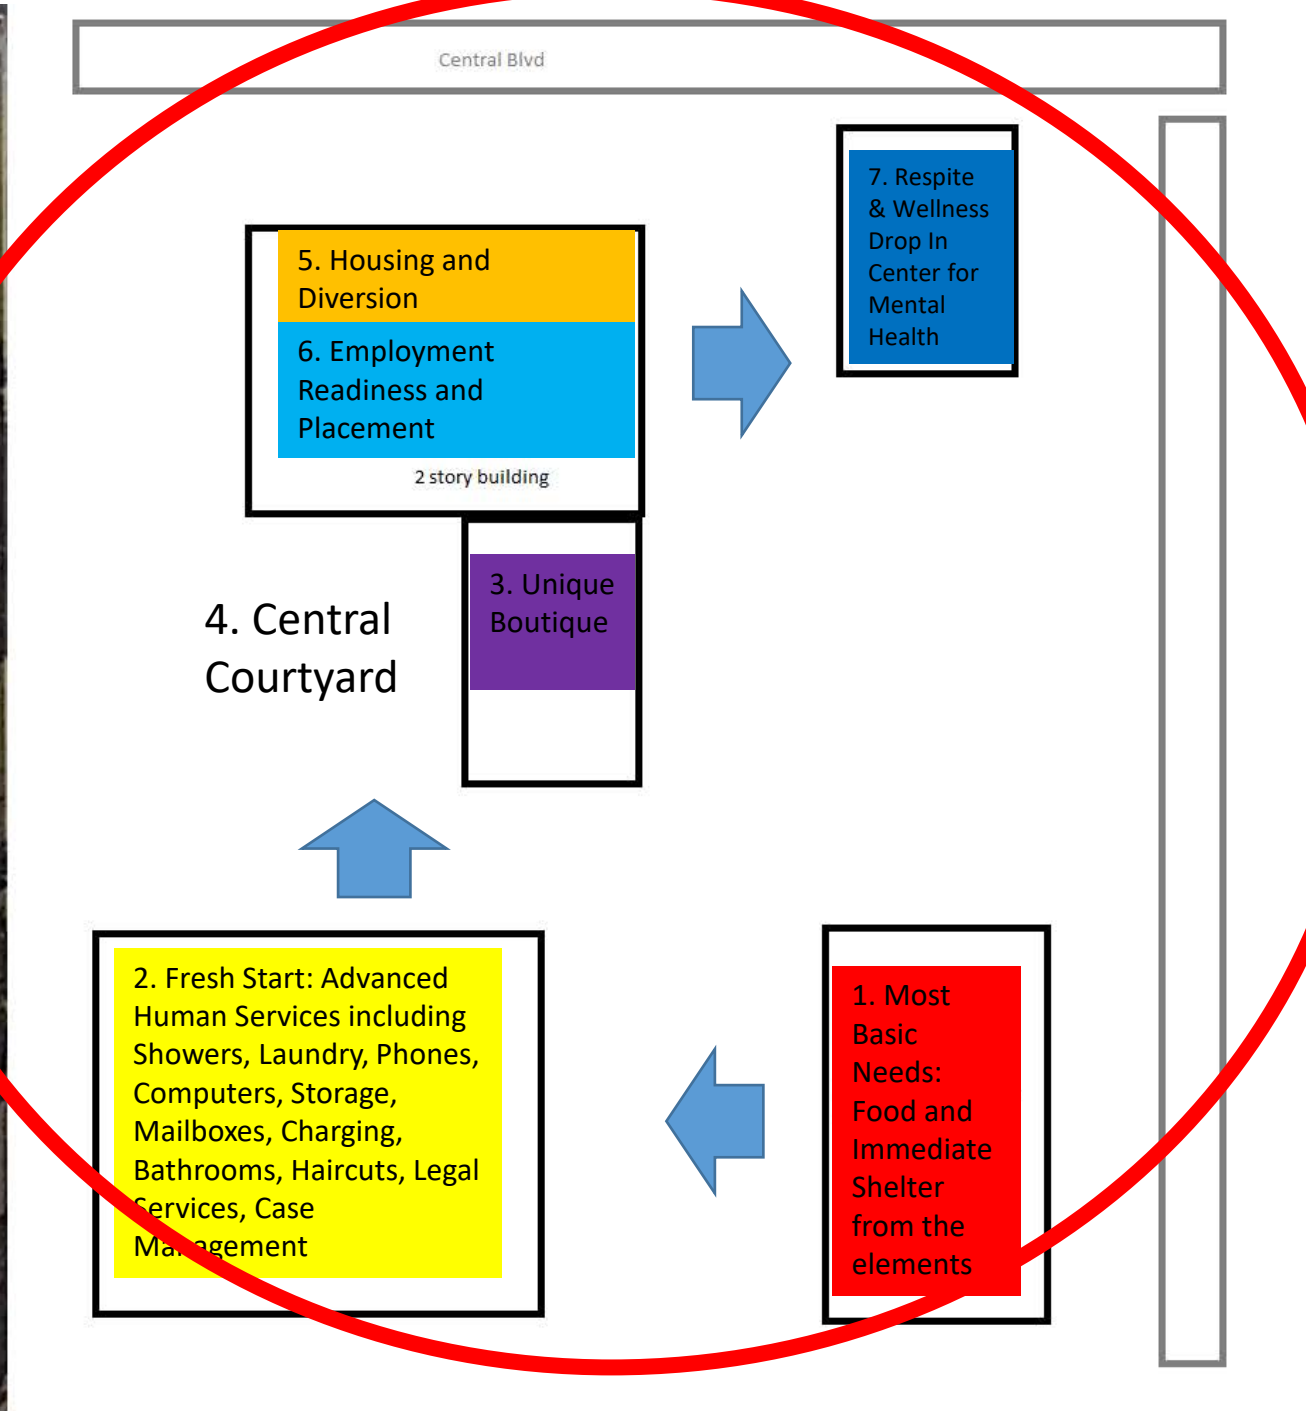 Central Blvd
7. Respite
& Wellness
Drop In
Center for
Mental
Health
5. Housing and
Diversion
6. Employment
Readiness and
Placement
2 story building
3. Unique
Boutique
4. Central
Courtyard
2. Fresh Start: Advanced
Human Services including
Showers, Laundry, Phones,
Computers, Storage,
Mailboxes, Charging,
Bathrooms, Haircuts, Legal
Services, Case
Management
1. Most
Basic
Needs:
Food and
Immediate
Shelter
from the
elements